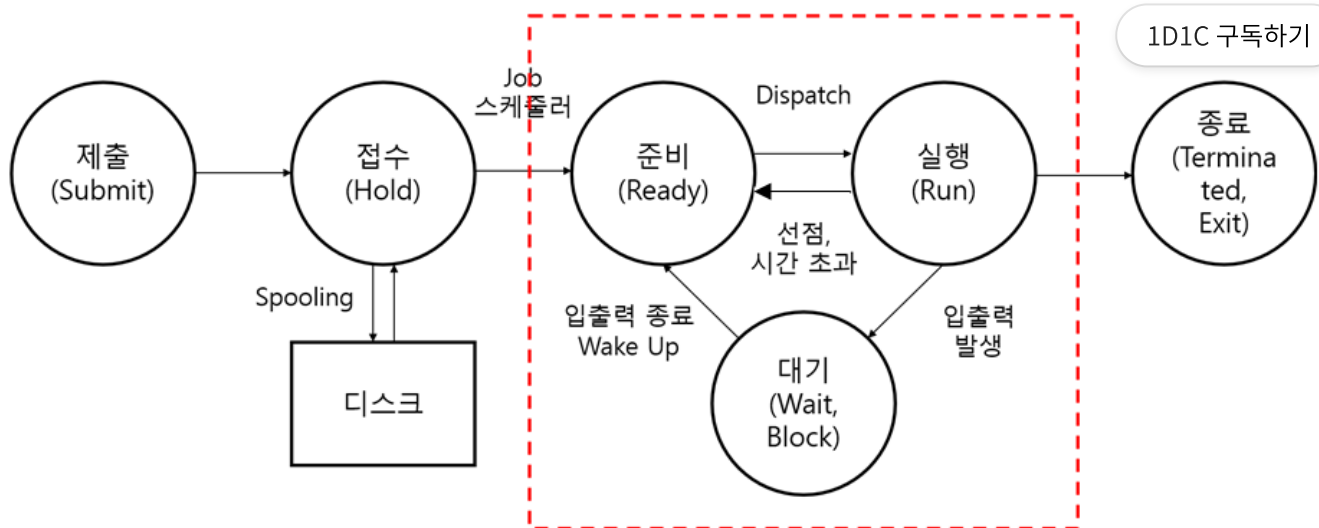 1D1C 구독하기
Job
스케줄러
Dispatch
제출
(Submit)
접수
(Hold)
준비
(Ready)
실행
(Run)
종료
(Termina
ted,
Exit)
선점,
시간 초과
Spooling
입출력 종료
Wake Up
입출력
발생
대기
(Wait,
Block)
디스크